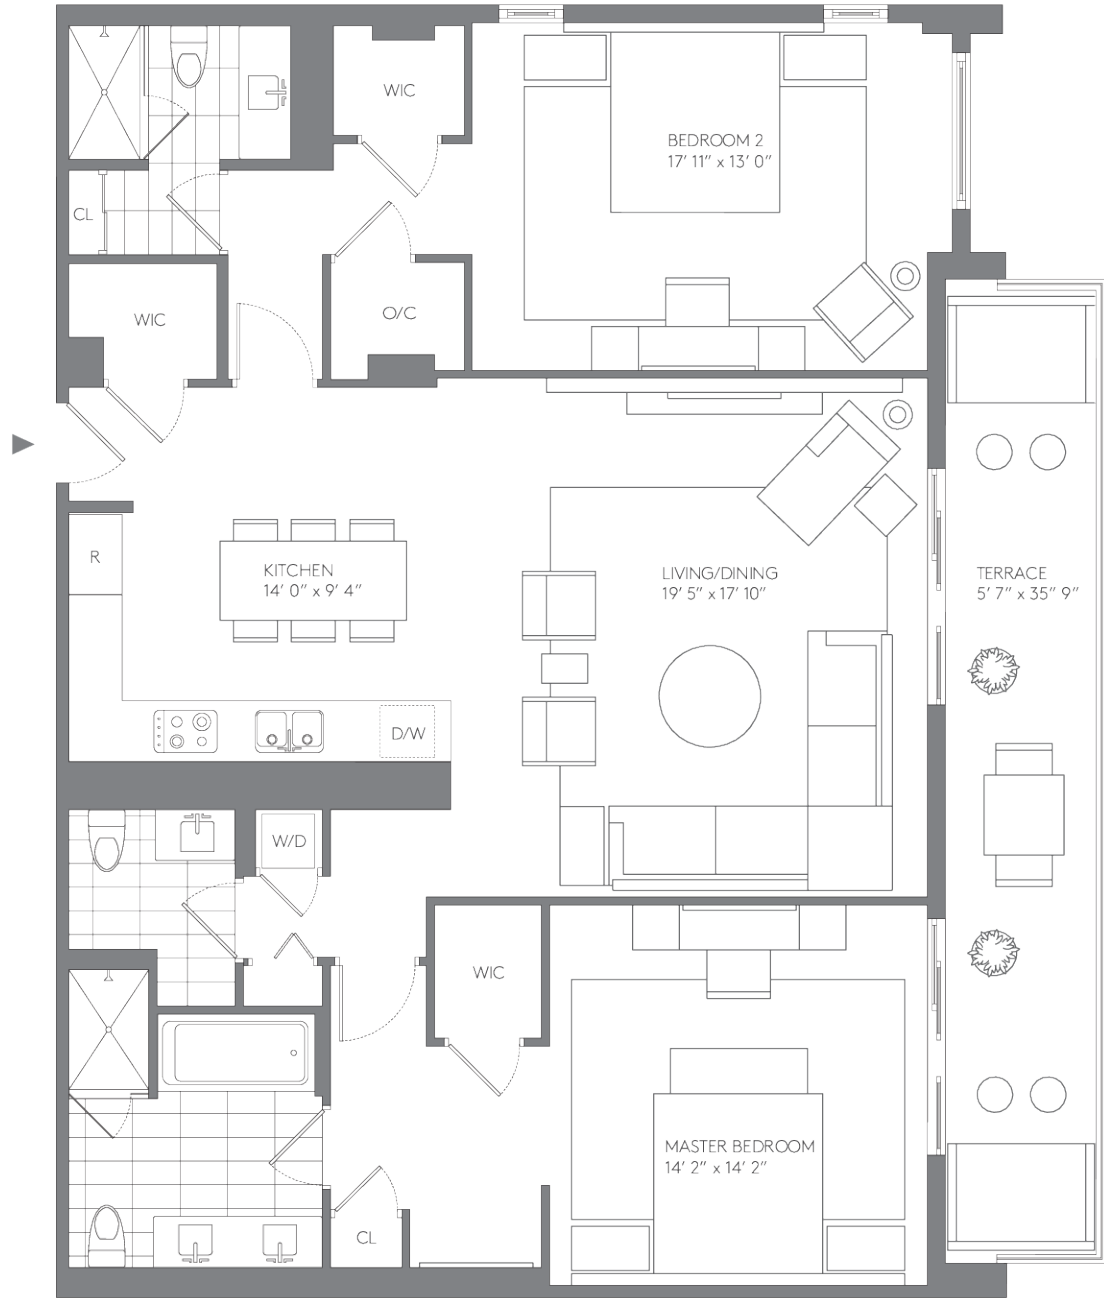 WIC
BEDROOM 2
17' 11" x 13' 0"
CL
WIC
O/C
R
KITCHEN
14' 0" x 9' 4"
LIVING/DINING
19' 5" x 17' 10"
TERRACE
5' 7" x 35" 9"
D/W
W/D
WIC
MASTER BEDROOM
14' 2" x 14' 2"
CL